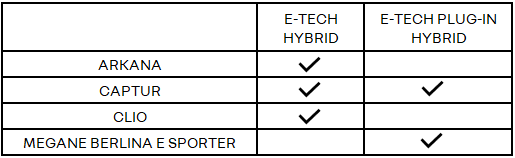 E-TECH
HYBRID
E-TECH PLUG-IN
HYBRID
ARKANA
CAPTUR
CLIO
MEGANE BERLINA E SPORTER